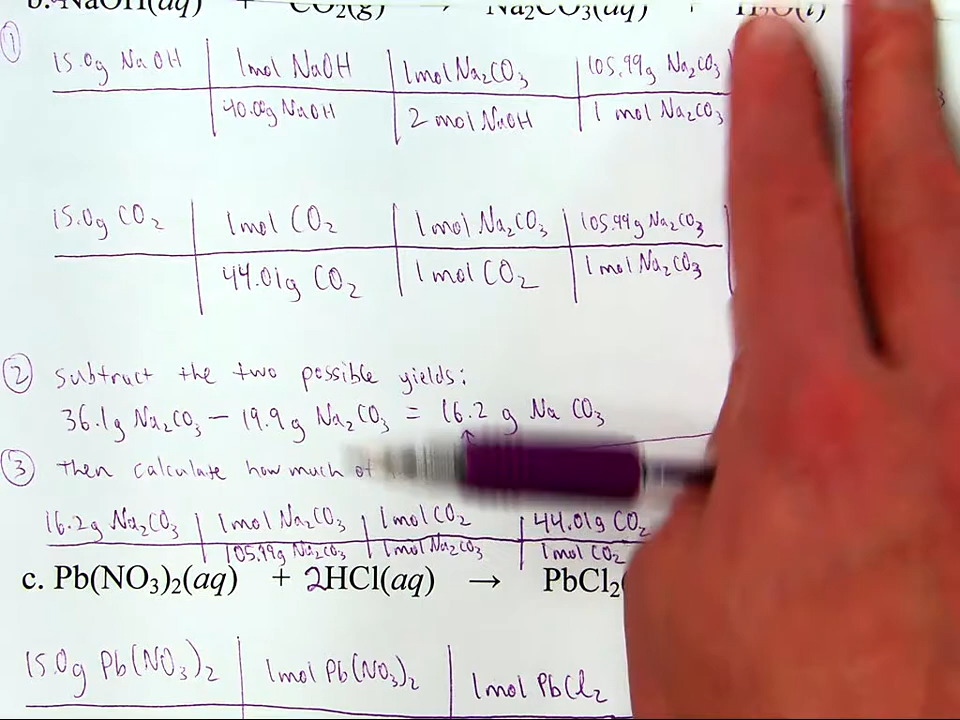 b. NaOH(aq) + CO₂(g) → Na₂CO₃(aq) + H₂O(l)
①
15.0g NaOH | 1mol NaOH | 1mol Na₂CO₃ | 105.99g Na₂CO₃
40.00g NaOH | 2 mol NaOH | 1 mol Na₂CO₃
15.0g CO₂ | 1mol CO₂ | 1mol Na₂CO₃ | 105.99g Na₂CO₃
44.01g CO₂ | 1mol CO₂ | 1mol Na₂CO₃
② subtract the two possible yields:
36.1g Na₂CO₃ – 19.9g Na₂CO₃ = 16.2 g Na CO₃
③ Then calculate how much of
16.2g Na₂CO₃ | 1mol Na₂CO₃ | 1mol CO₂ | 44.01g CO₂
105.99g Na₂CO₃ | 1mol Na₂CO₃ | 1mol CO₂
c. Pb(NO₃)₂(aq) + 2HCl(aq) → PbCl₂(
15.0g Pb(NO₃)₂ | 1mol Pb(NO₃)₂ | 1mol PbCl₂